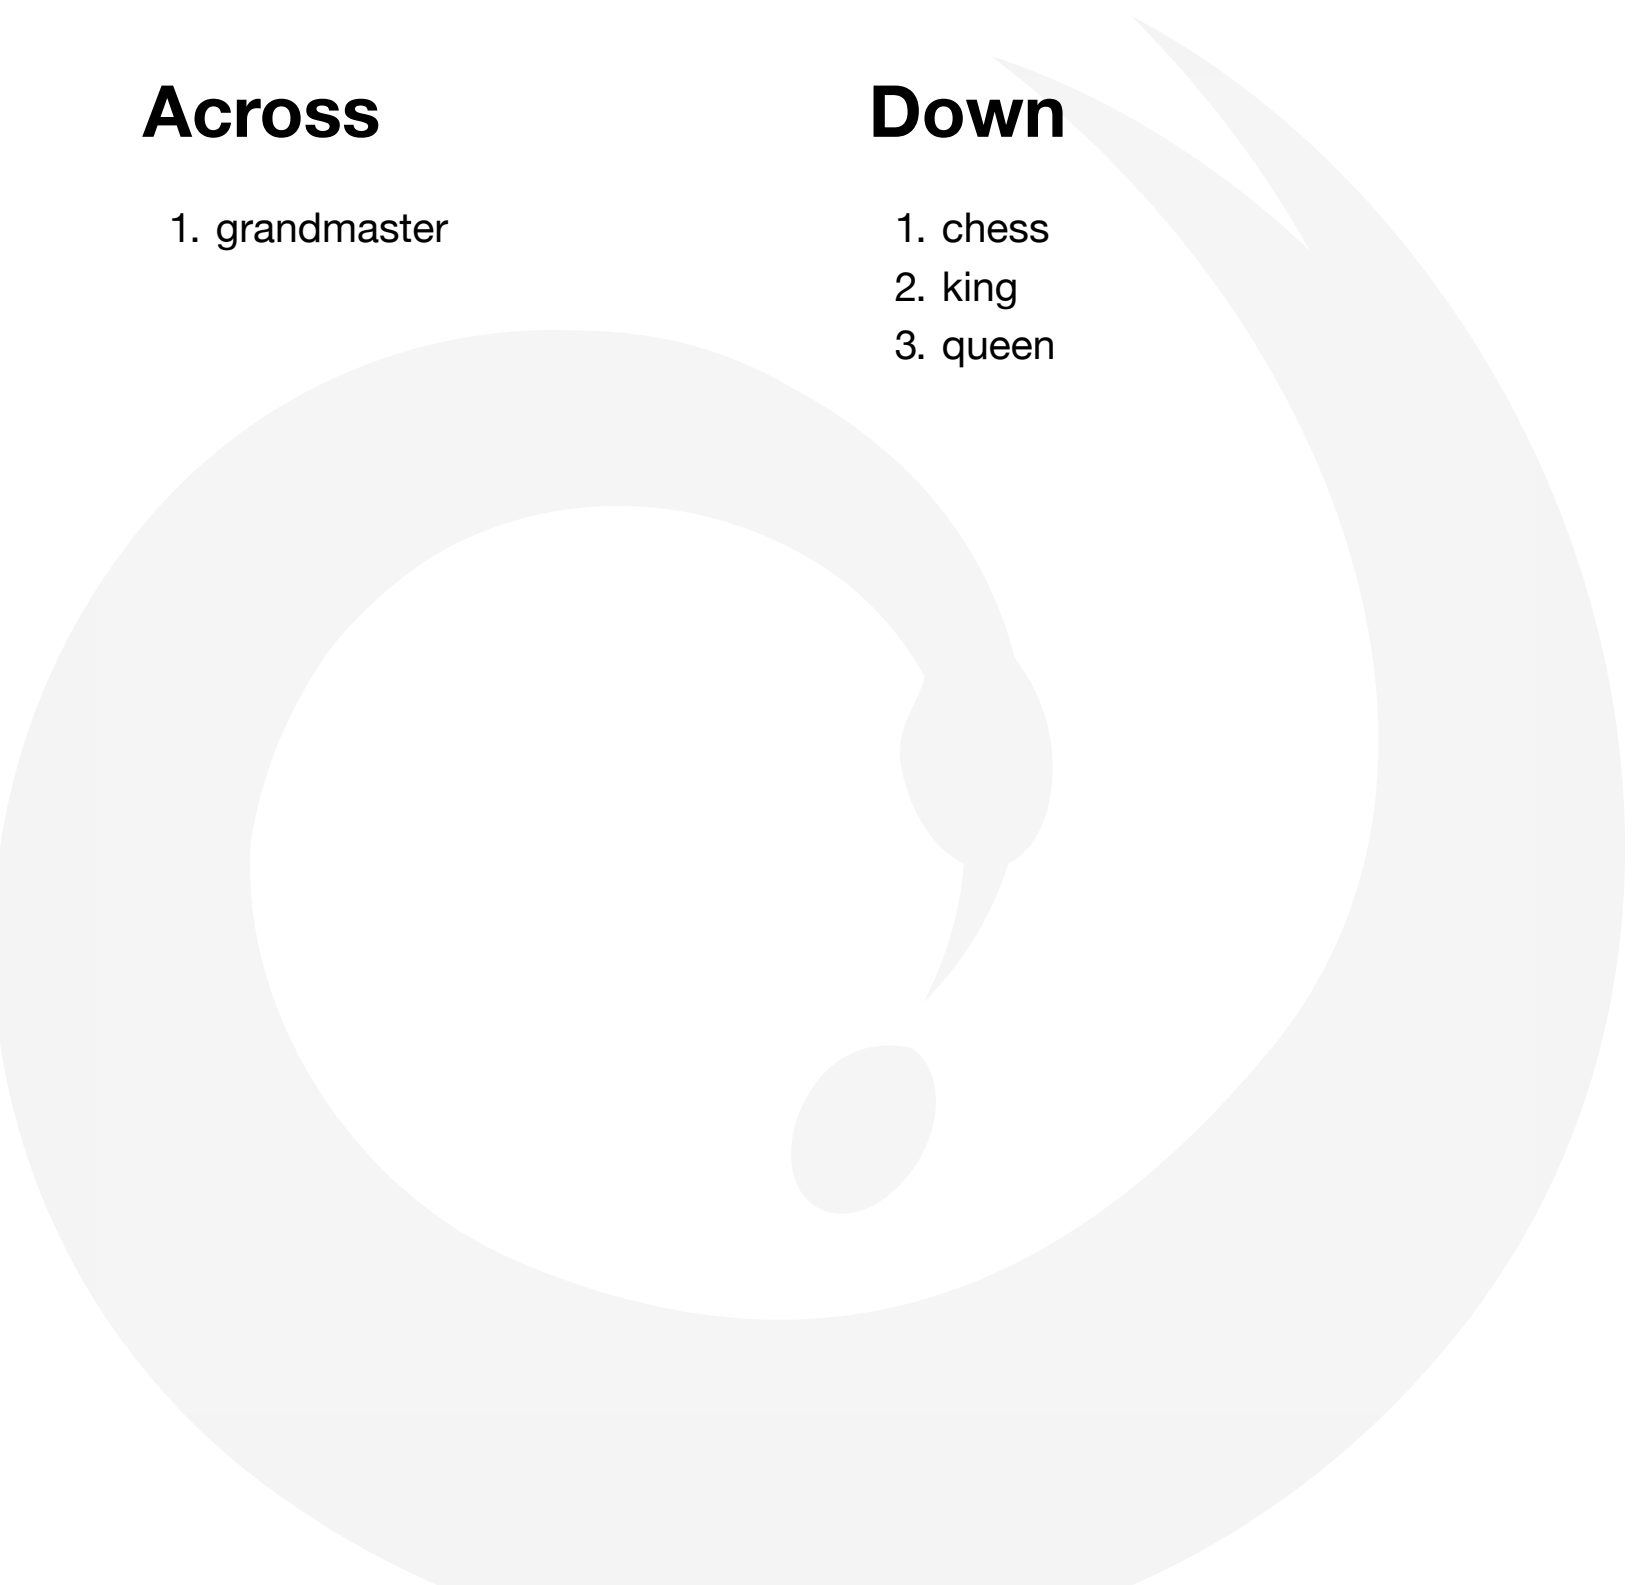 Across
1. grandmaster
Down
1. chess
2. king
3. queen